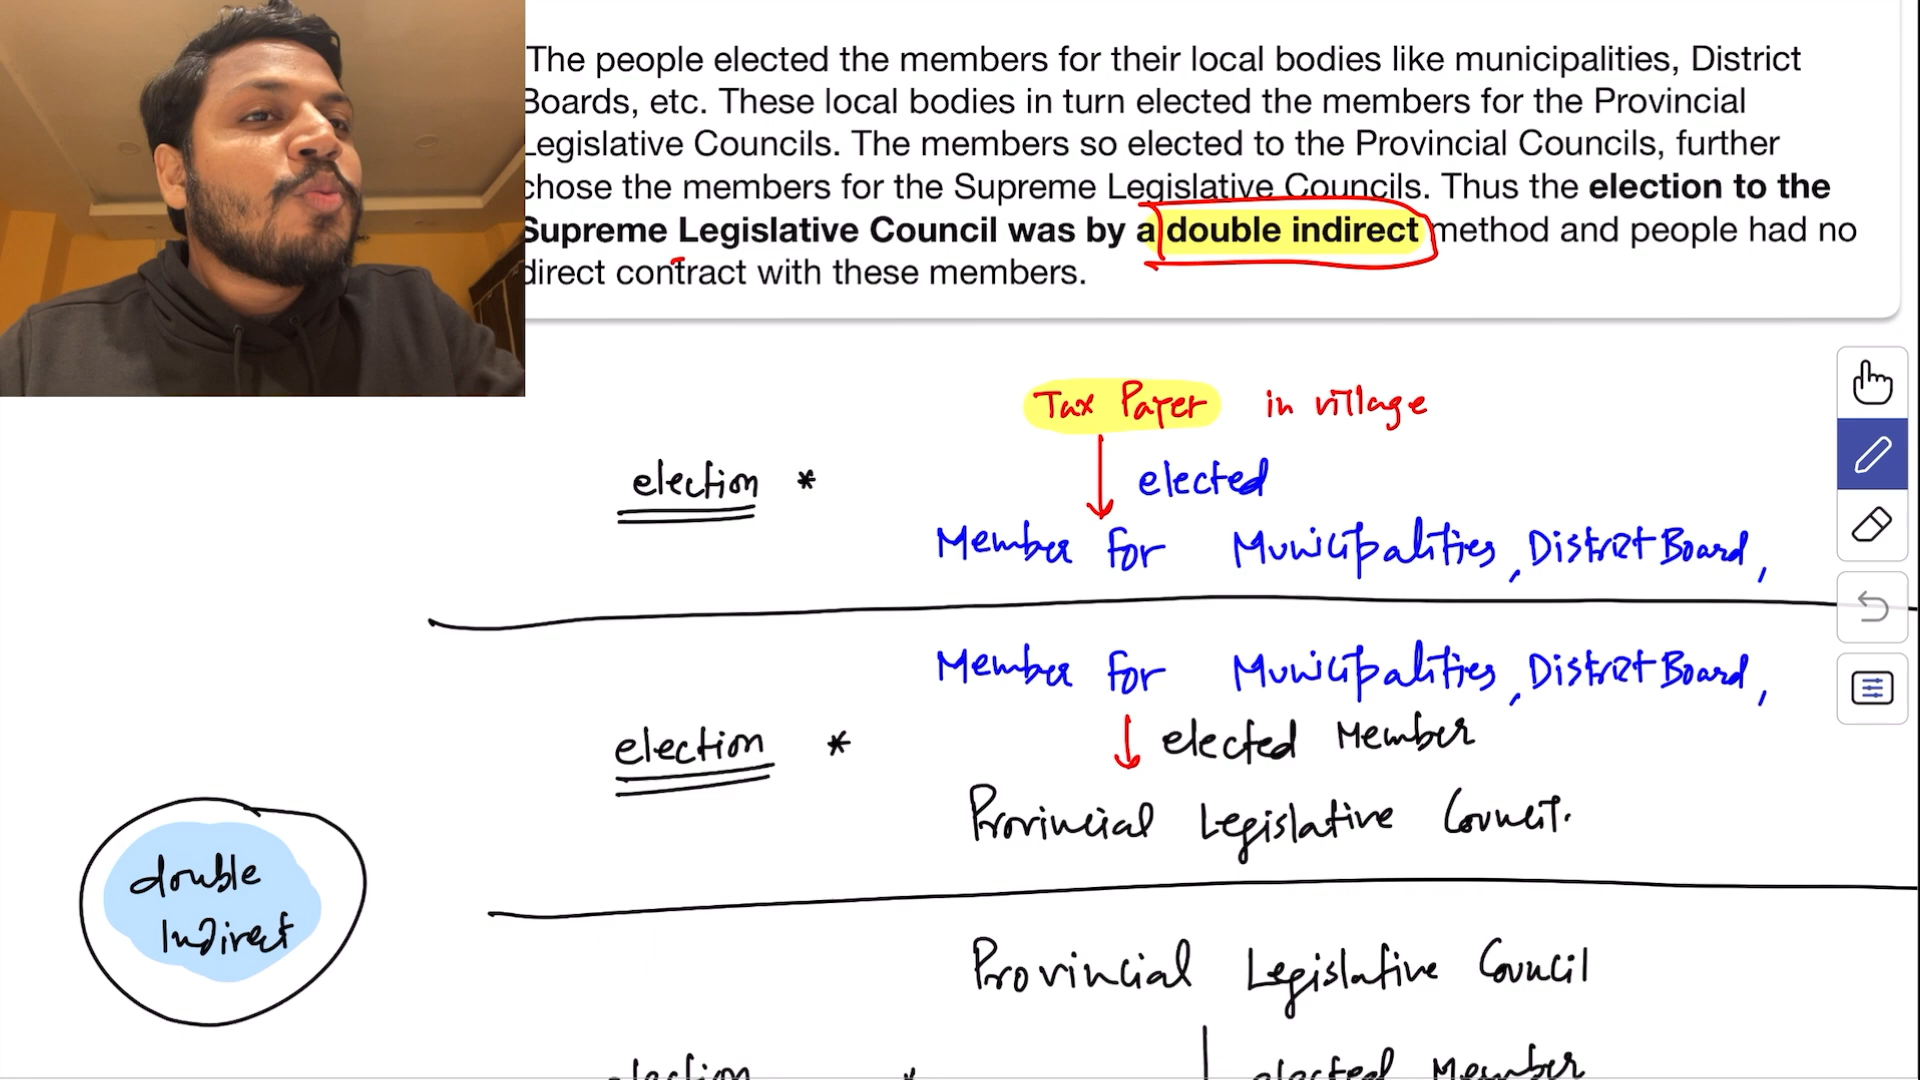 The people elected the members for their local bodies like municipalities, District
Boards, etc. These local bodies in turn elected the members for the Provincial
Legislative Councils. The members so elected to the Provincial Councils, further
chose the members for the Supreme Legislative Councils. Thus the election to the
Supreme Legislative Council was by a double indirect method and people had no
direct contract with these members.
Tax Payer in village
election * elected
Member for Municipalities, District Board,
Member for Municipalities, District Board,
election * elected Member
Provincial Legislative Council.
double
Indirect
Provincial Legislative Council
election * elected Member